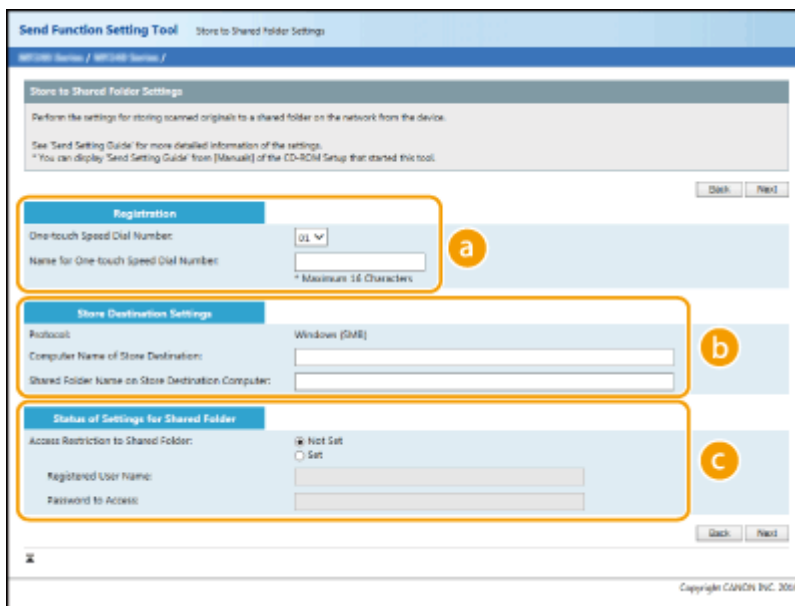 Send Function Setting Tool Store to Shared Folder Settings
Store to Shared Folder Settings
Perform the settings for storing scanned originals to a shared folder on the network from the device.
See 'Send Setting Guide' for more detailed information of the settings.
* You can display 'Send Setting Guide' from [Manuals] of the CD-ROM Setup that started this tool.
Back Next
Registration
One-touch Speed Dial Number: 01
Name for One-touch Speed Dial Number:
* Maximum 16 Characters
a
Store Destination Settings
Protocol: Windows (SMB)
Computer Name of Store Destination:
Shared Folder Name on Store Destination Computer:
b
Status of Settings for Shared Folder
Access Restriction to Shared Folder: Not Set
Set
Registered User Name:
Password to Access:
c
Back Next
Copyright CANON INC.